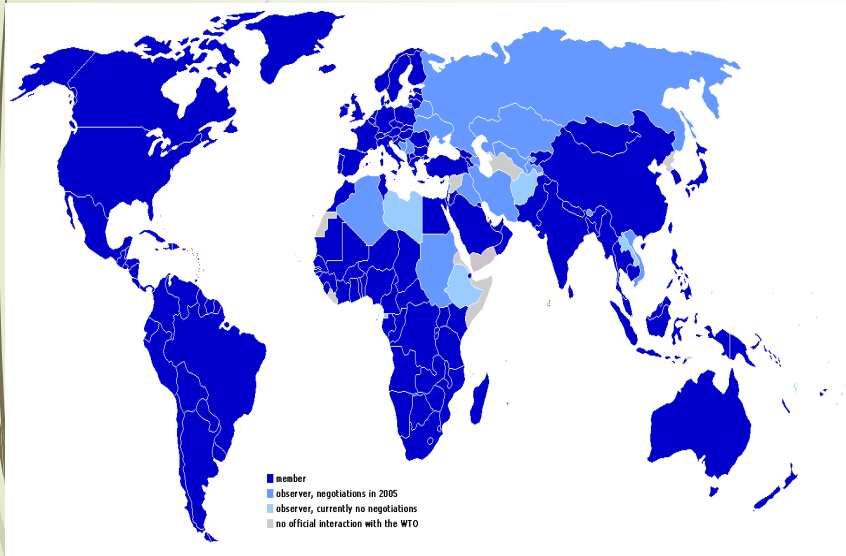 member
observer, negotiations in 2005
observer, currently no negotiations
no official interaction with the WTO